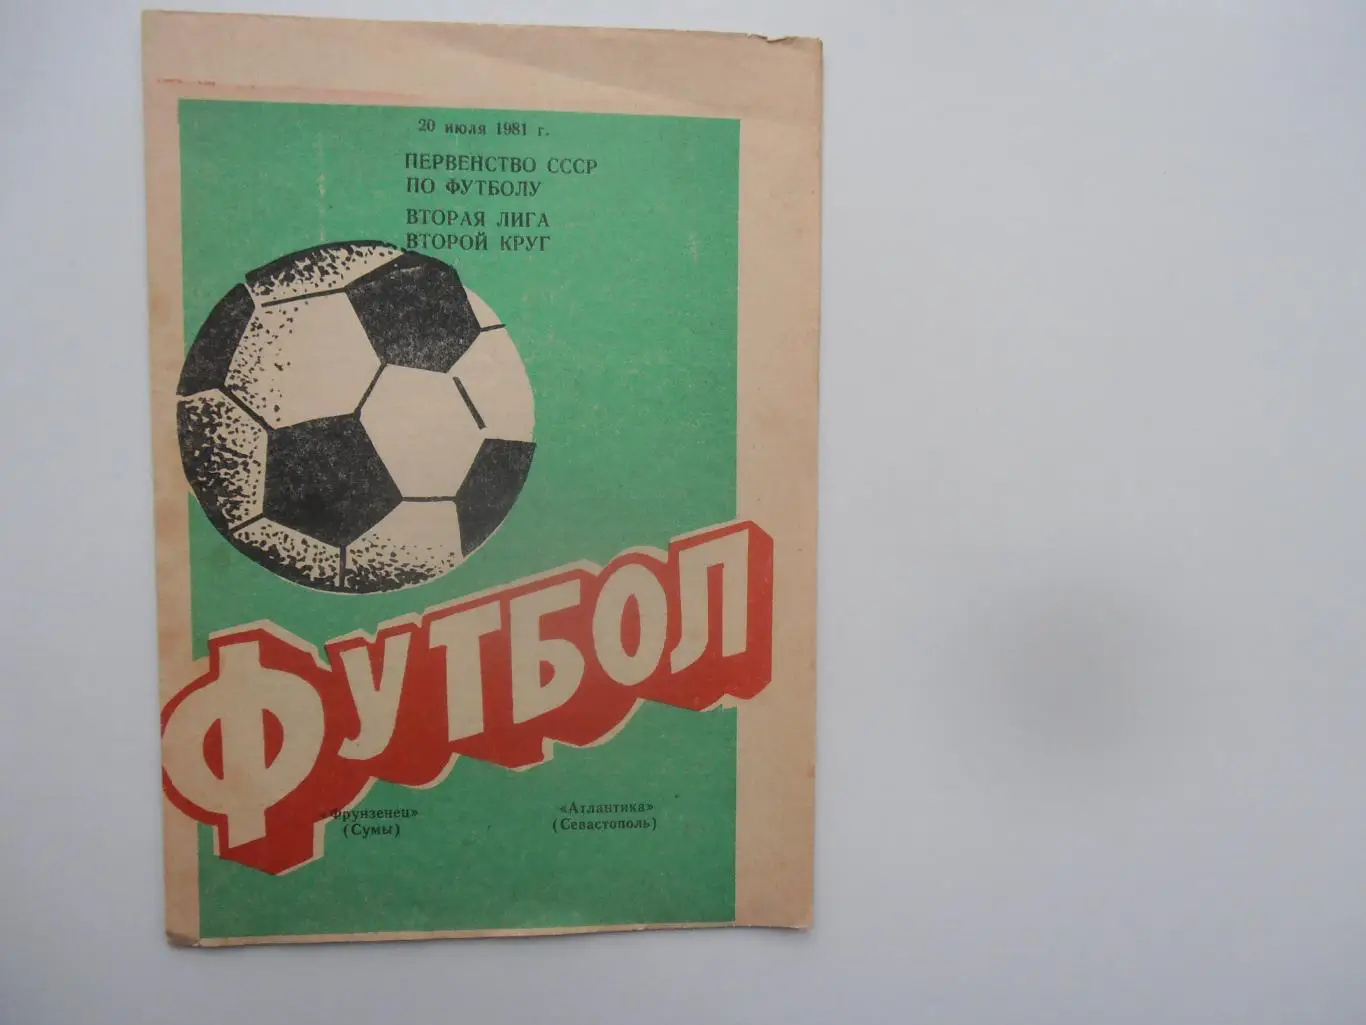 20 июля 1981 г.
ПЕРВЕНСТВО СССР
ПО ФУТБОЛУ
ВТОРАЯ ЛИГА
ВТОРОЙ КРУГ
ФУТБОЛ
«Фрунзенец»
(Сумы)
«Атлантика»
(Севастополь)